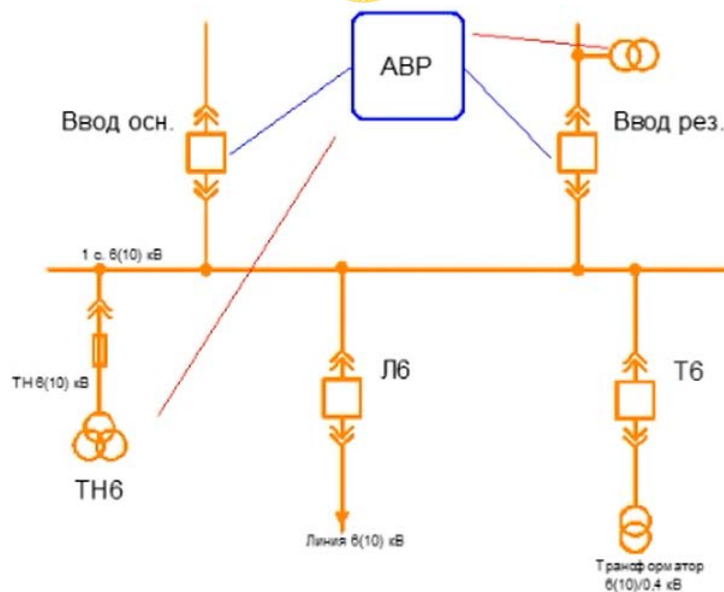 АВР
Ввод осн.
Ввод рез.
1 с. 6(10) кВ
ТН 6(10) кВ
Л6
Т6
ТН6
Линия 6(10) кВ
Трансформатор
6(10)/0,4 кВ